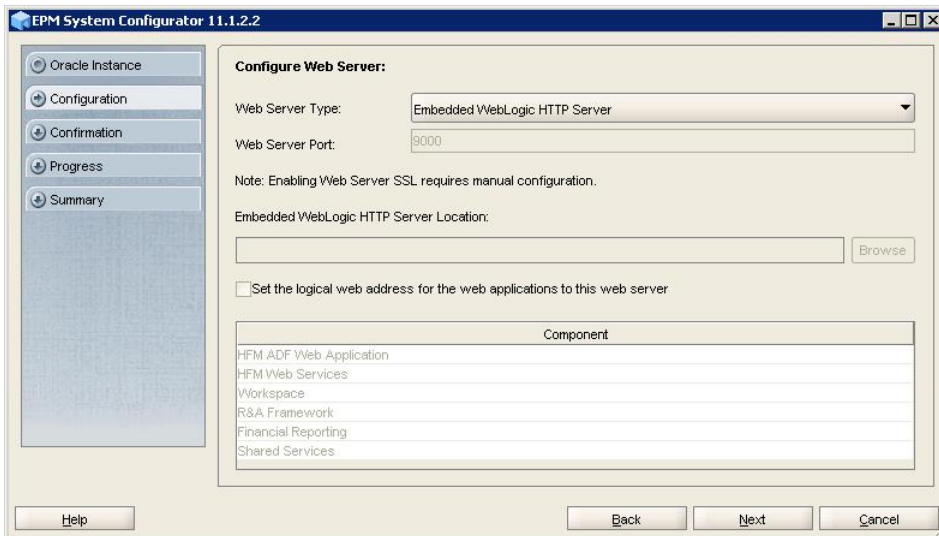 EPM System Configurator 11.1.2.2
Oracle Instance
Configuration
Confirmation
Progress
Summary
Configure Web Server:
Web Server Type: Embedded WebLogic HTTP Server
Web Server Port: 9000
Note: Enabling Web Server SSL requires manual configuration.
Embedded WebLogic HTTP Server Location:
Browse
Set the logical web address for the web applications to this web server
Component
HFM ADF Web Application
HFM Web Services
Workspace
R&A Framework
Financial Reporting
Shared Services
Help Back Next Cancel